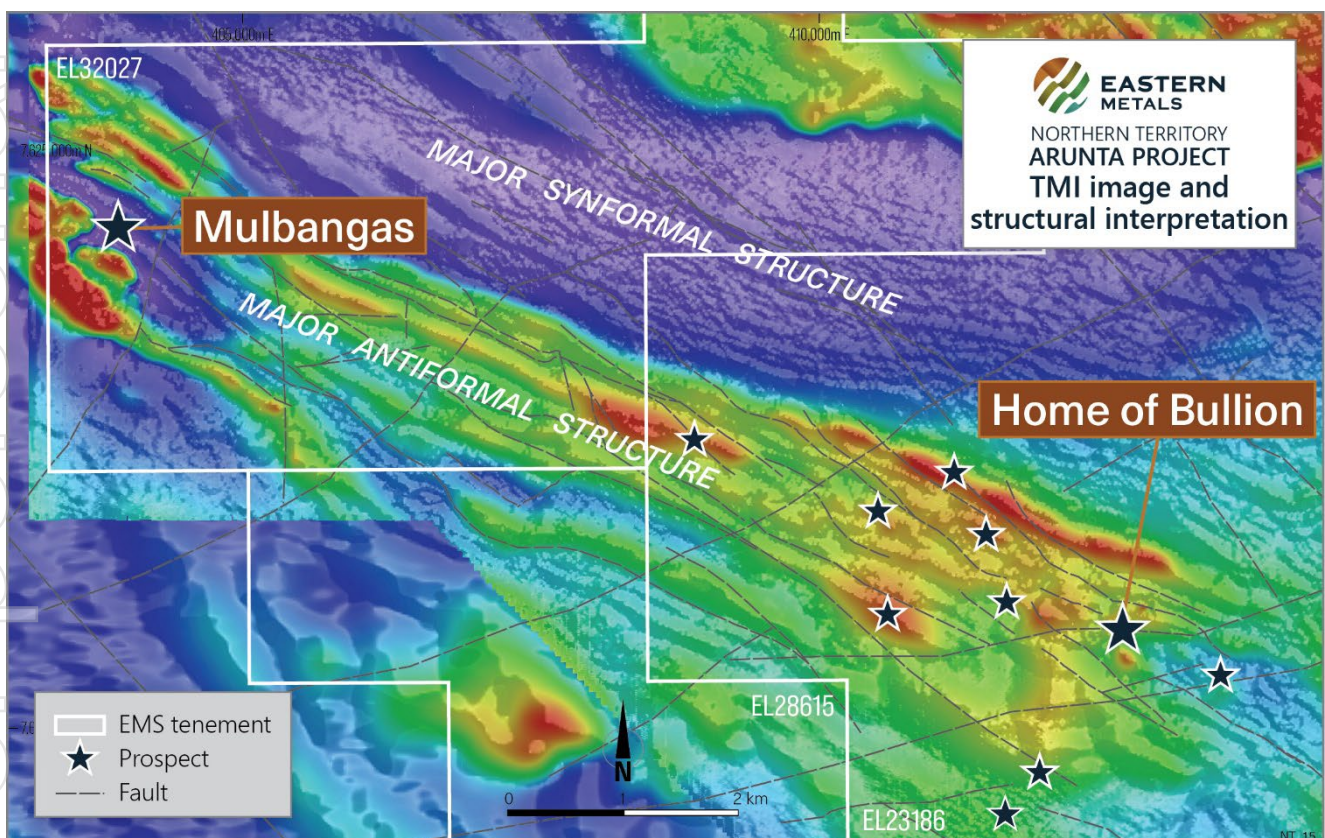 405,000m E
410,000m E
EL32027
EASTERN
METALS
NORTHERN TERRITORY
ARUNTA PROJECT
TMI image and
structural interpretation
7,625,000m N
MAJOR SYNFORMAL STRUCTURE
Mulbangas
MAJOR ANTIFORMAL STRUCTURE
Home of Bullion
EL28615
EMS tenement
Prospect
Fault
N
0 1 2 km
EL23186
NT_15